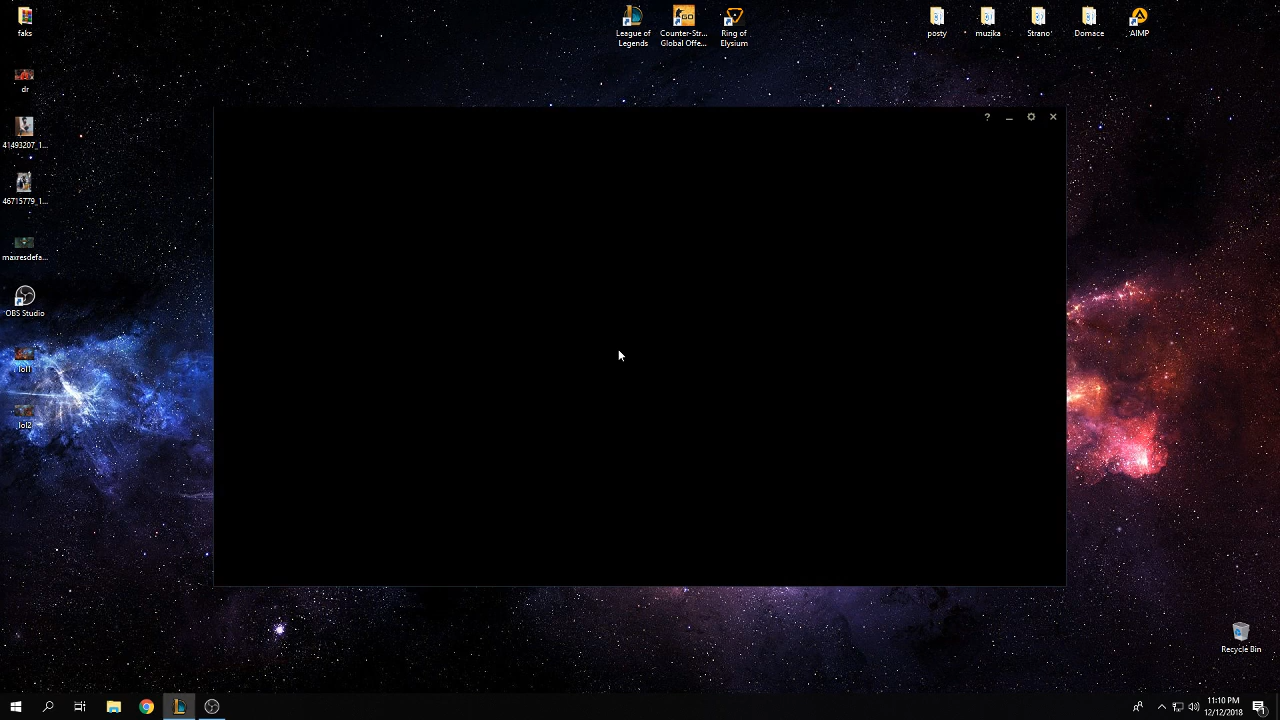 faks
League of
Legends
Counter-Str...
Global Offe...
Ring of
Elysium
posty
muzika
Strano
Domace
AIMP
dr
?
41493207_1...
46715779_1...
maxresdefa...
OBS Studio
lol1
lol2
Recycle Bin
11:10 PM
12/12/2018
1